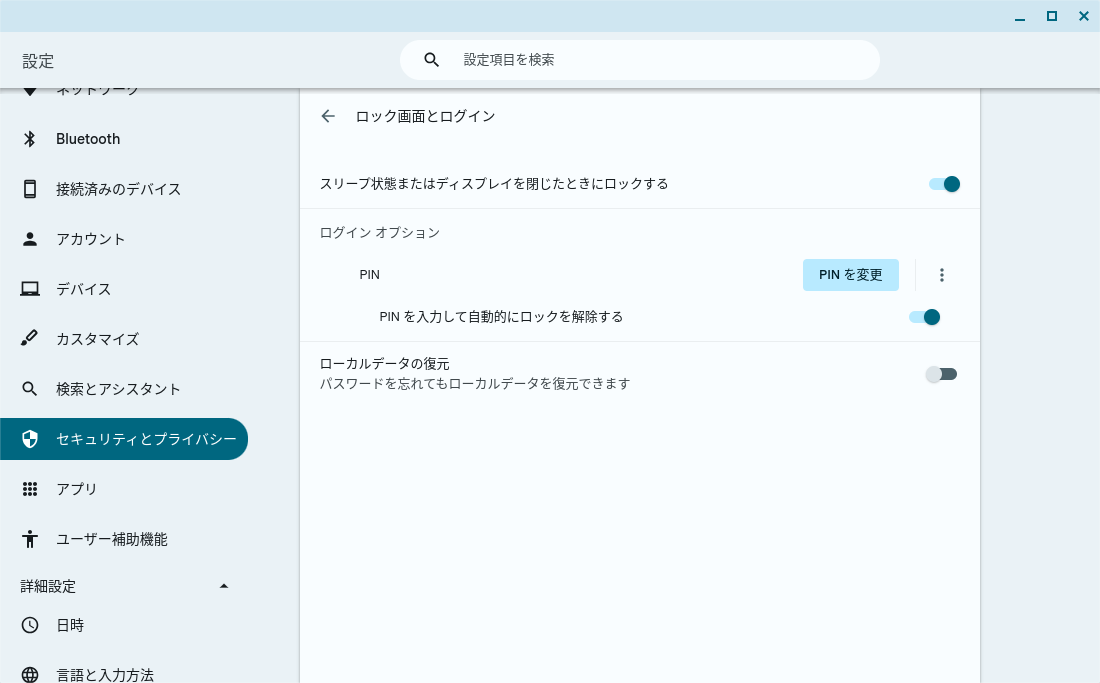 設定
設定項目を検索
ネットワーク
Bluetooth
接続済みのデバイス
アカウント
デバイス
カスタマイズ
検索とアシスタント
セキュリティとプライバシー
アプリ
ユーザー補助機能
詳細設定
日時
言語と入力方法
ロック画面とログイン
スリープ状態またはディスプレイを閉じたときにロックする
ログイン オプション
PIN
PIN を変更
PIN を入力して自動的にロックを解除する
ローカルデータの復元
パスワードを忘れてもローカルデータを復元できます